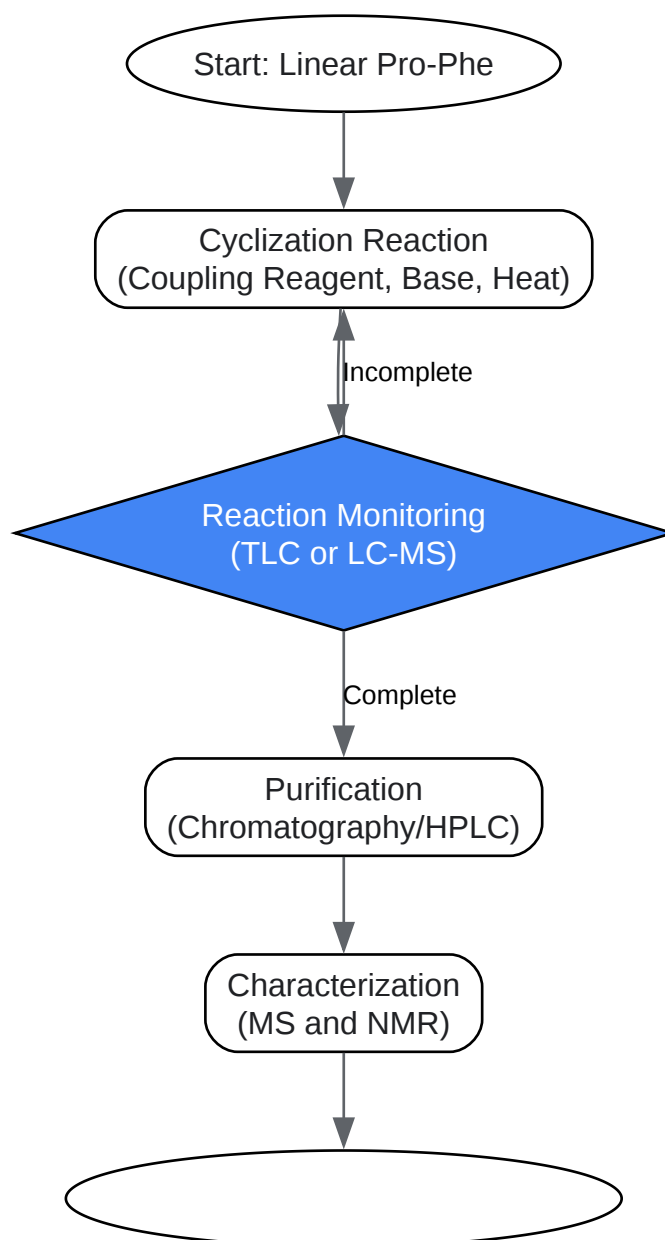 Start: Linear Pro-Phe
Cyclization Reaction
(Coupling Reagent, Base, Heat)
Incomplete
Reaction Monitoring
(TLC or LC-MS)
Complete
Purification
(Chromatography/HPLC)
Characterization
(MS and NMR)